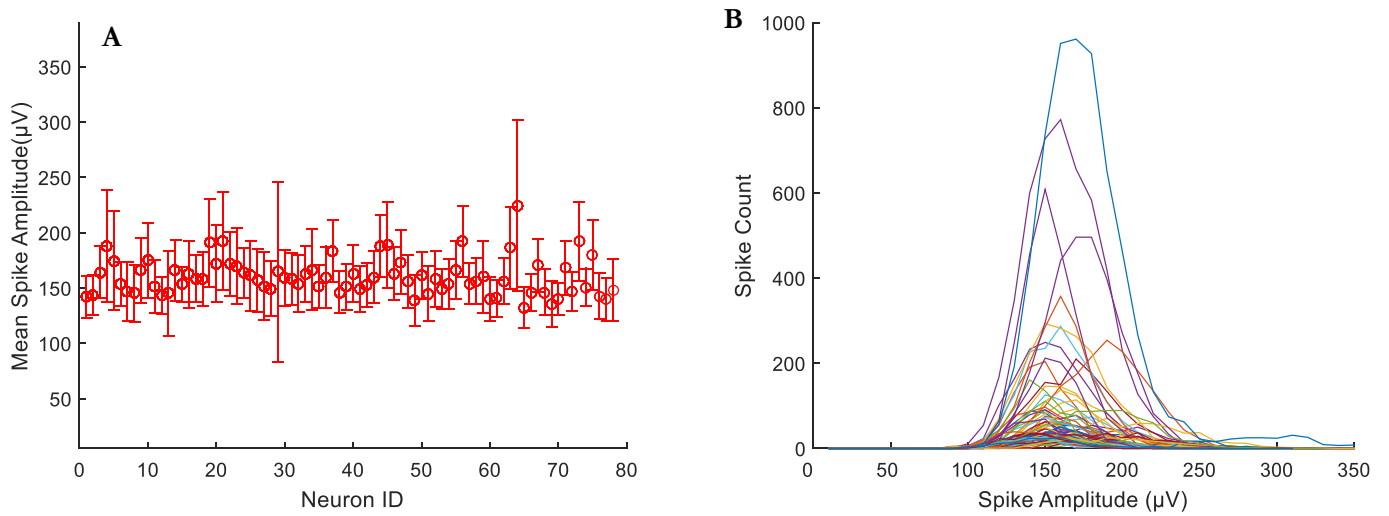 A
Mean Spike Amplitude(µV)
350
300
250
200
150
100
50
0 10 20 30 40 50 60 70 80
Neuron ID
B
Spike Count
1000
800
600
400
200
0
0 50 100 150 200 250 300 350
Spike Amplitude (µV)